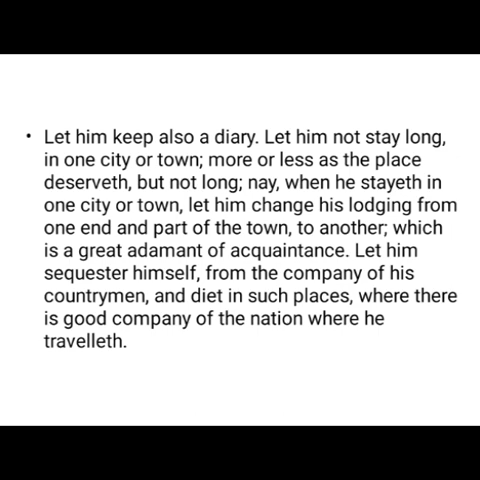 • Let him keep also a diary. Let him not stay long,
in one city or town; more or less as the place
deserveth, but not long; nay, when he stayeth in
one city or town, let him change his lodging from
one end and part of the town, to another; which
is a great adamant of acquaintance. Let him
sequester himself, from the company of his
countrymen, and diet in such places, where there
is good company of the nation where he
travelleth.